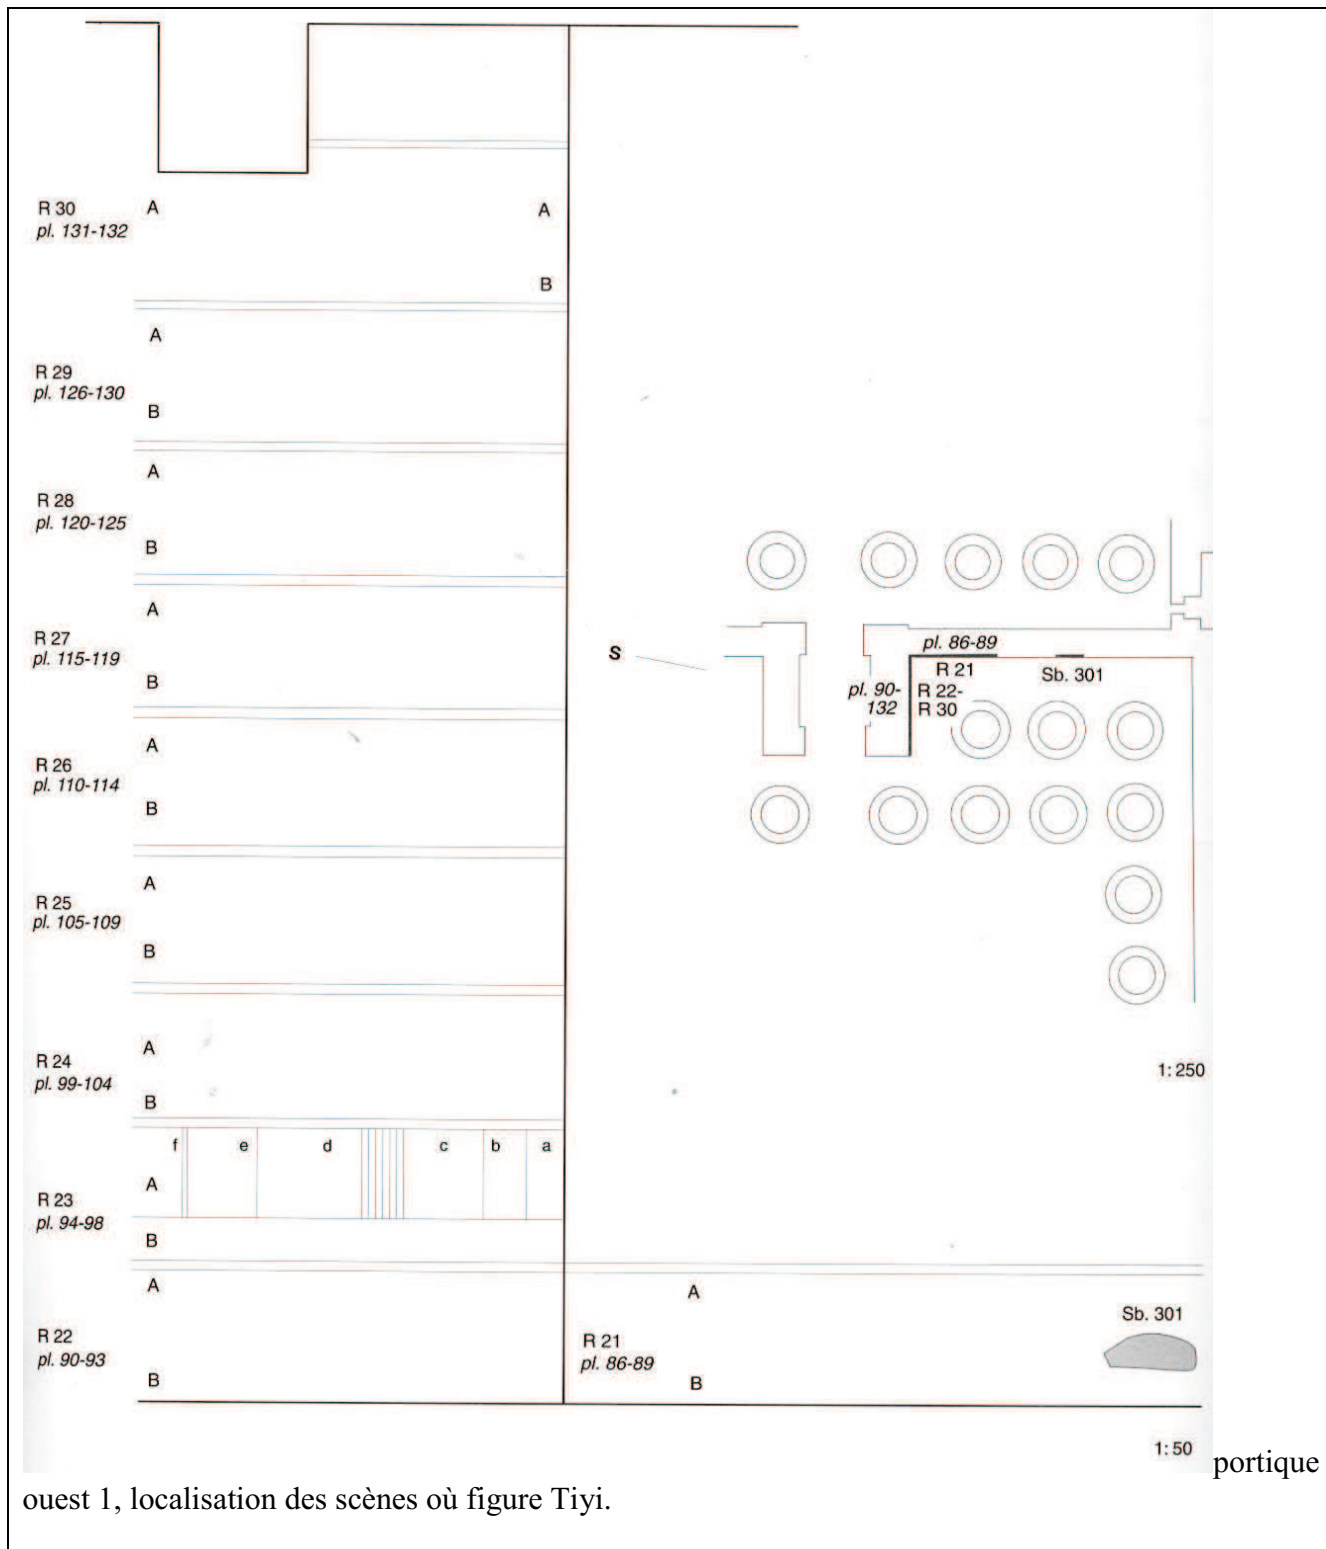 R 30
pl. 131-132
A
A
B
R 29
pl. 126-130
A
B
R 28
pl. 120-125
A
B
R 27
pl. 115-119
A
B
R 26
pl. 110-114
A
B
R 25
pl. 105-109
A
B
R 24
pl. 99-104
A
B
f e d c b a
R 23
pl. 94-98
A
B
R 22
pl. 90-93
A
B
R 21
pl. 86-89
A
B
Sb. 301
1: 50
S
pl. 86-89
R 21
Sb. 301
pl. 90-
132
R 22-
R 30
1: 250
portique
ouest 1, localisation des scènes où figure Tiyi.